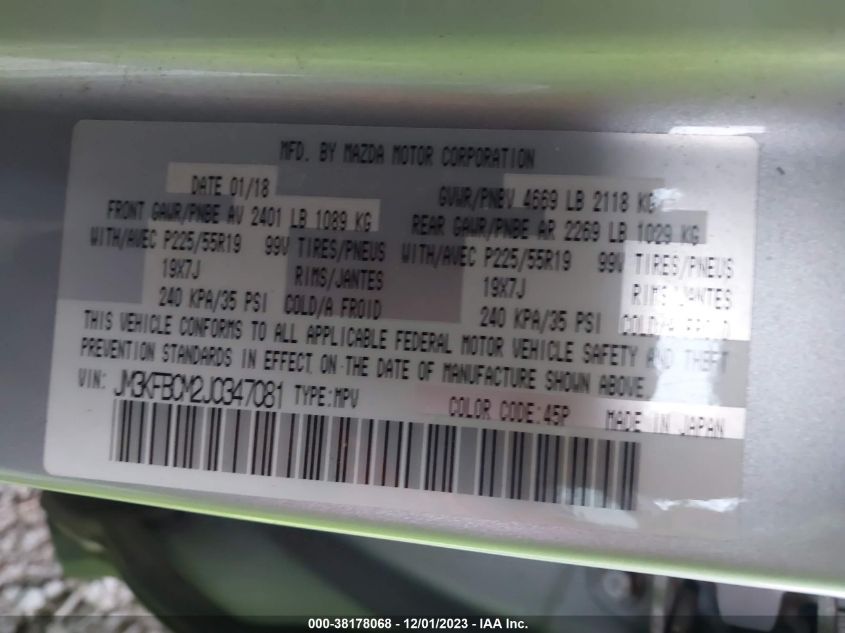 MFD. BY MAZDA MOTOR CORPORATION
DATE 01/18
GVWR/PNBV 4669 LB 2118 KG
FRONT GAWR/PNBE AV 2401 LB 1089 KG
REAR GAWR/PNBE AR 2269 LB 1029 KG
WITH/AVEC P225/55R19 99V TIRES/PNEUS
WITH/AVEC P225/55R19 99V TIRES/PNEUS
19X7J RIMS/JANTES
19X7J RIMS/JANTES
240 KPA/35 PSI COLD/A FROID
240 KPA/35 PSI COLD/A FROID
THIS VEHICLE CONFORMS TO ALL APPLICABLE FEDERAL MOTOR VEHICLE SAFETY AND THEFT
PREVENTION STANDARDS IN EFFECT ON THE DATE OF MANUFACTURE SHOWN ABOVE
VIN: JM3KFBCM2J0347081 TYPE:MPV COLOR CODE:45P MADE IN JAPAN
000-38178068 - 12/01/2023 - IAA Inc.